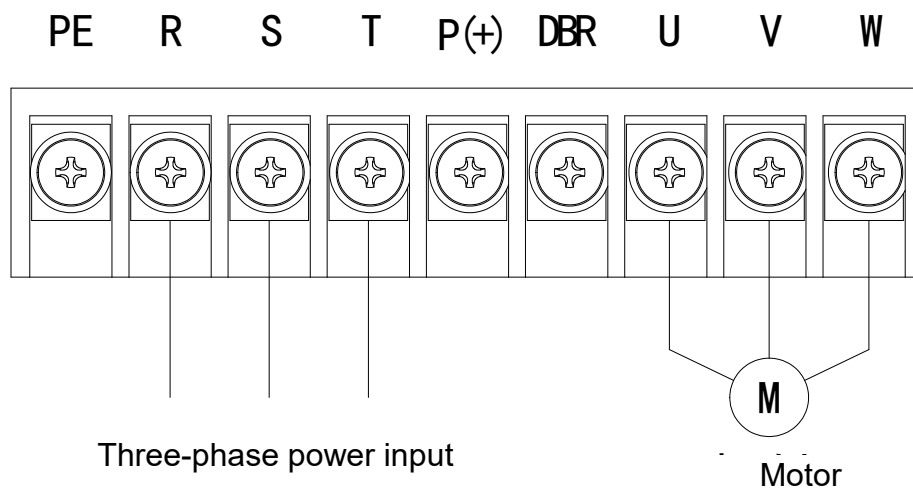 PE R S T P(+) DBR U V W
M
Three-phase power input
Motor